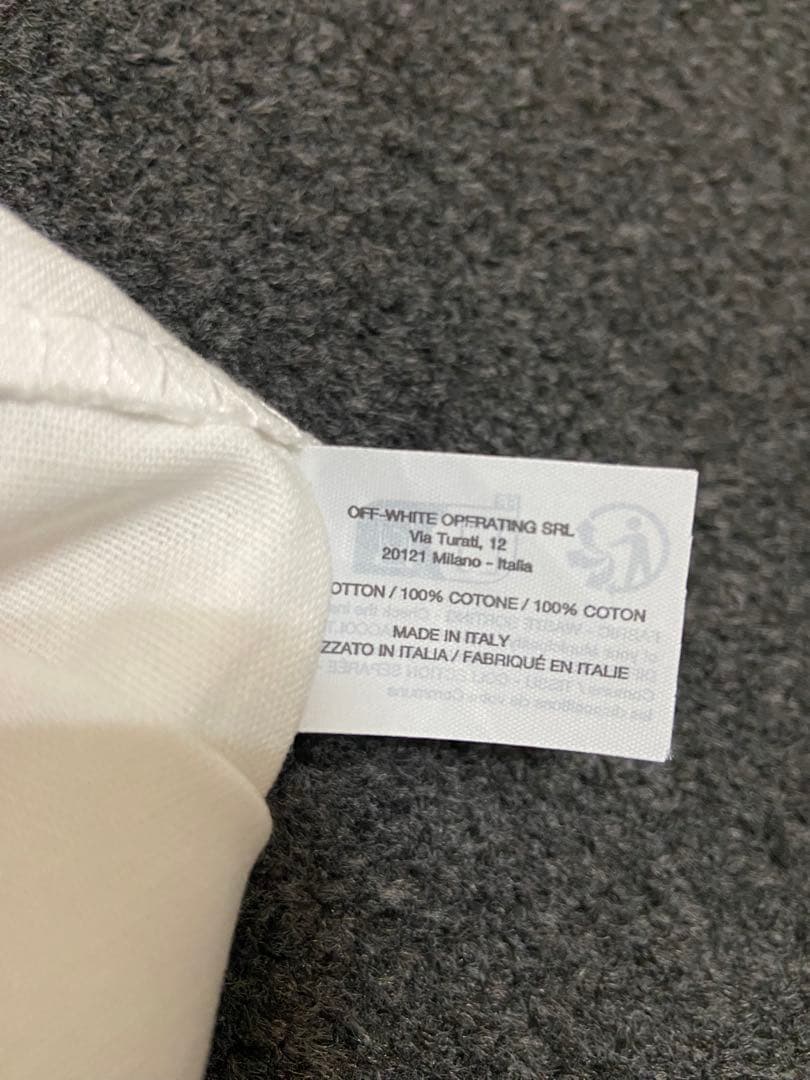 OFF-WHITE OPERATING SRL
Via Turati, 12
20121 Milano - Italia
OTTON / 100% COTONE / 100% COTON
MADE IN ITALY
ZZATO IN ITALIA / FABRIQUÉ EN ITALIE